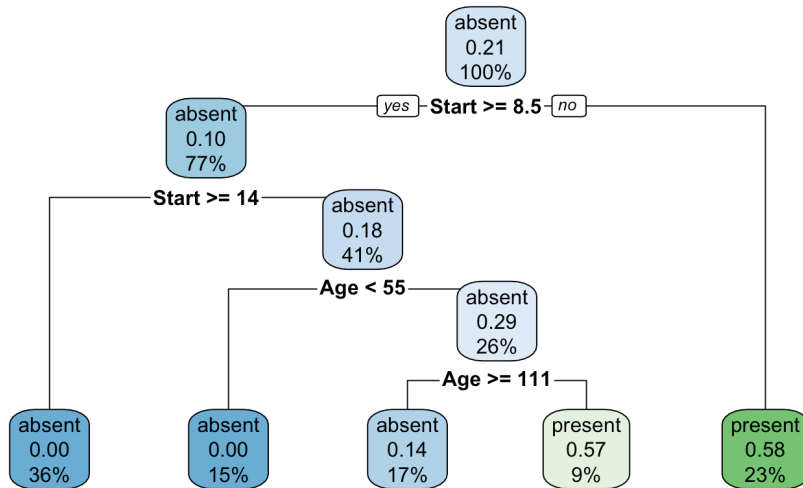 absent
0.21
100%
yes Start >= 8.5 no
absent
0.10
77%
Start >= 14
absent
0.18
41%
Age < 55
absent
0.29
26%
Age >= 111
absent
0.00
36%
absent
0.00
15%
absent
0.14
17%
present
0.57
9%
present
0.58
23%